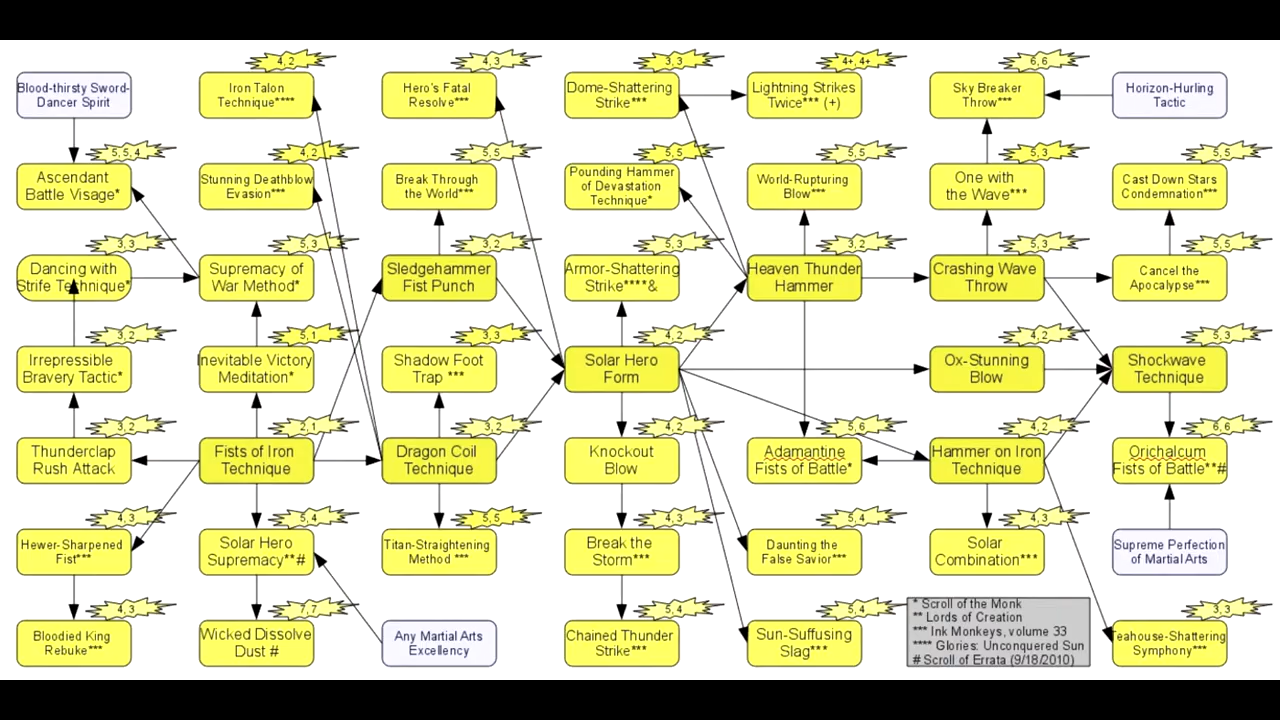 4, 2
4, 3
3, 3
4+, 4+
6, 6
Blood-thirsty Sword-
Dancer Spirit
Iron Talon
Technique****
Hero's Fatal
Resolve***
Dome-Shattering
Strike***
Lightning Strikes
Twice*** (+)
Sky Breaker
Throw***
Horizon-Hurling
Tactic
5, 5, 4
4, 2
5, 5
5, 5
5, 5
5, 3
5, 5
Ascendant
Battle Visage*
Stunning Deathblow
Evasion***
Break Through
the World***
Pounding Hammer
of Devastation
Technique*
World-Rupturing
Blow***
One with
the Wave***
Cast Down Stars
Condemnation***
3, 3
5, 3
3, 2
5, 3
3, 2
5, 3
5, 5
Dancing with
Strife Technique*
Supremacy of
War Method*
Sledgehammer
Fist Punch
Armor-Shattering
Strike****&
Heaven Thunder
Hammer
Crashing Wave
Throw
Cancel the
Apocalypse***
3, 2
5, 1
3, 3
4, 2
4, 2
5, 3
Irrepressible
Bravery Tactic*
Inevitable Victory
Meditation*
Shadow Foot
Trap ***
Solar Hero
Form
Ox-Stunning
Blow
Shockwave
Technique
3, 2
2, 1
3, 2
4, 2
5, 6
4, 2
6, 6
Thunderclap
Rush Attack
Fists of Iron
Technique
Dragon Coil
Technique
Knockout
Blow
Adamantine
Fists of Battle*
Hammer on Iron
Technique
Orichalcum
Fists of Battle**#
4, 3
5, 4
5, 5
4, 3
5, 4
4, 3
Hewer-Sharpened
Fist***
Solar Hero
Supremacy**#
Titan-Straightening
Method ***
Break the
Storm***
Daunting the
False Savior***
Solar
Combination***
Supreme Perfection
of Martial Arts
4, 3
7, 7
5, 4
5, 4
3, 3
Bloodied King
Rebuke***
Wicked Dissolve
Dust #
Any Martial Arts
Excellency
Chained Thunder
Strike***
Sun-Suffusing
Slag***
* Scroll of the Monk
** Lords of Creation
*** Ink Monkeys, volume 33
**** Glories: Unconquered Sun
# Scroll of Errata (9/18/2010)
Teahouse-Shattering
Symphony***